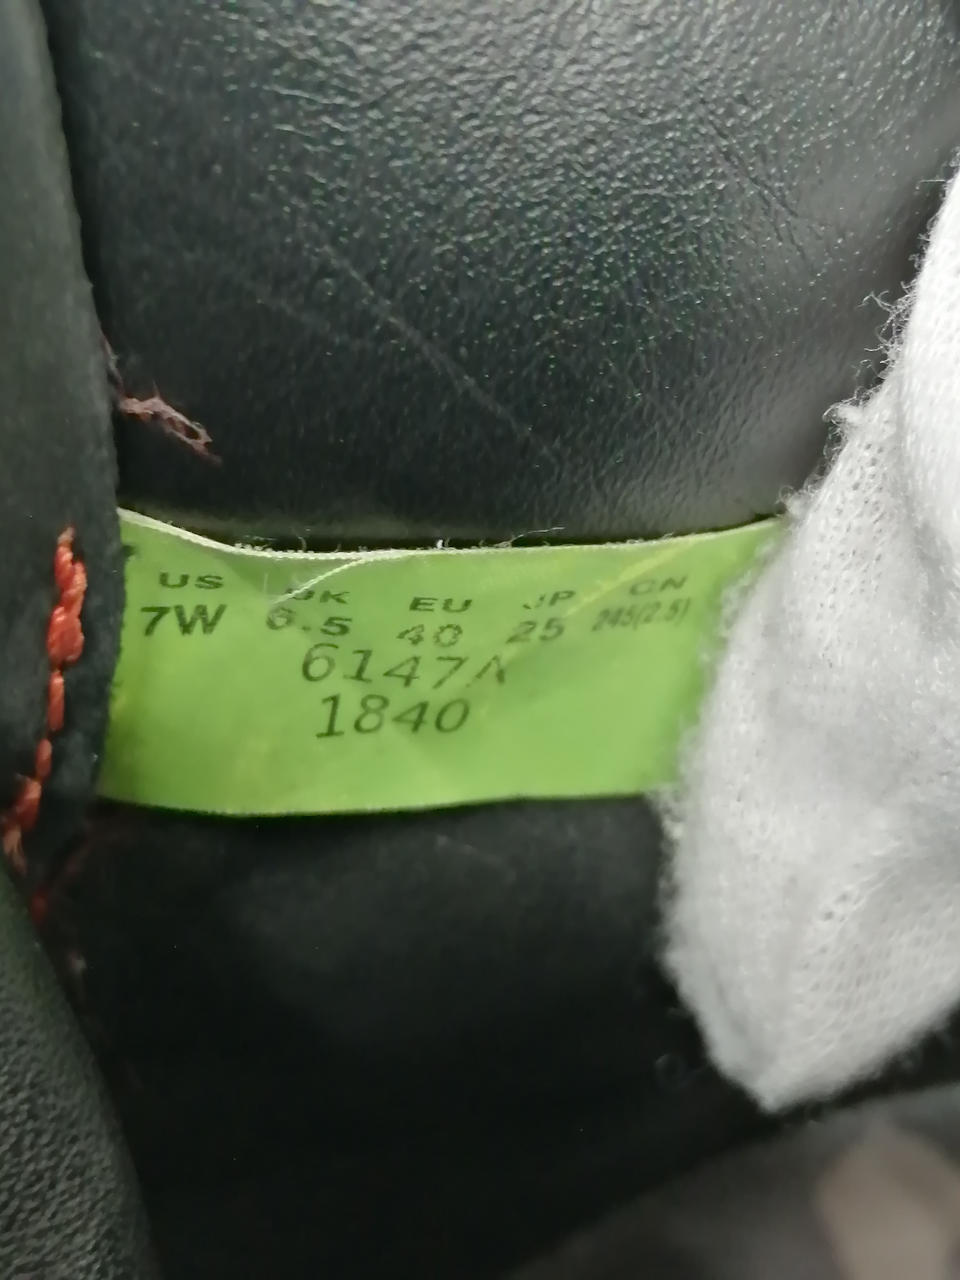 US UK EU JP CN
7W 6.5 40 25 245(2.5)
6147A
1840